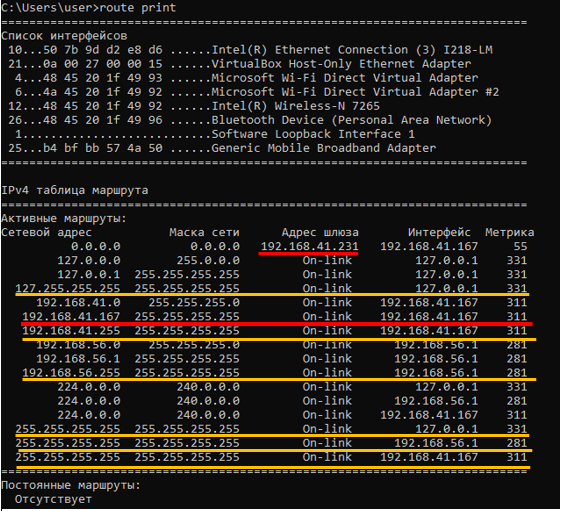 C:\Users\user>route print
===========================================================================
Список интерфейсов
 10...50 7b 9d d2 e8 d6 ......Intel(R) Ethernet Connection (3) I218-LM
 21...0a 00 27 00 00 15 ......VirtualBox Host-Only Ethernet Adapter
  4...48 45 20 1f 49 93 ......Microsoft Wi-Fi Direct Virtual Adapter
  6...4a 45 20 1f 49 92 ......Microsoft Wi-Fi Direct Virtual Adapter #2
 12...48 45 20 1f 49 92 ......Intel(R) Wireless-N 7265
 26...48 45 20 1f 49 96 ......Bluetooth Device (Personal Area Network)
  1...........................Software Loopback Interface 1
 25...b4 bf bb 57 4a 50 ......Generic Mobile Broadband Adapter
===========================================================================
IPv4 таблица маршрута
===========================================================================
Активные маршруты:
Сетевой адрес           Маска сети      Адрес шлюза       Интерфейс  Метрика
          0.0.0.0          0.0.0.0   192.168.41.231   192.168.41.167     55
        127.0.0.0        255.0.0.0         On-link         127.0.0.1    331
        127.0.0.1  255.255.255.255         On-link         127.0.0.1    331
  127.255.255.255  255.255.255.255         On-link         127.0.0.1    331
     192.168.41.0    255.255.255.0         On-link    192.168.41.167    311
   192.168.41.167  255.255.255.255         On-link    192.168.41.167    311
   192.168.41.255  255.255.255.255         On-link    192.168.41.167    311
     192.168.56.0    255.255.255.0         On-link      192.168.56.1    281
     192.168.56.1  255.255.255.255         On-link      192.168.56.1    281
   192.168.56.255  255.255.255.255         On-link      192.168.56.1    281
        224.0.0.0        240.0.0.0         On-link         127.0.0.1    331
        224.0.0.0        240.0.0.0         On-link      192.168.56.1    281
        224.0.0.0        240.0.0.0         On-link    192.168.41.167    311
  255.255.255.255  255.255.255.255         On-link         127.0.0.1    331
  255.255.255.255  255.255.255.255         On-link      192.168.56.1    281
  255.255.255.255  255.255.255.255         On-link    192.168.41.167    311
===========================================================================
Постоянные маршруты:
  Отсутствует